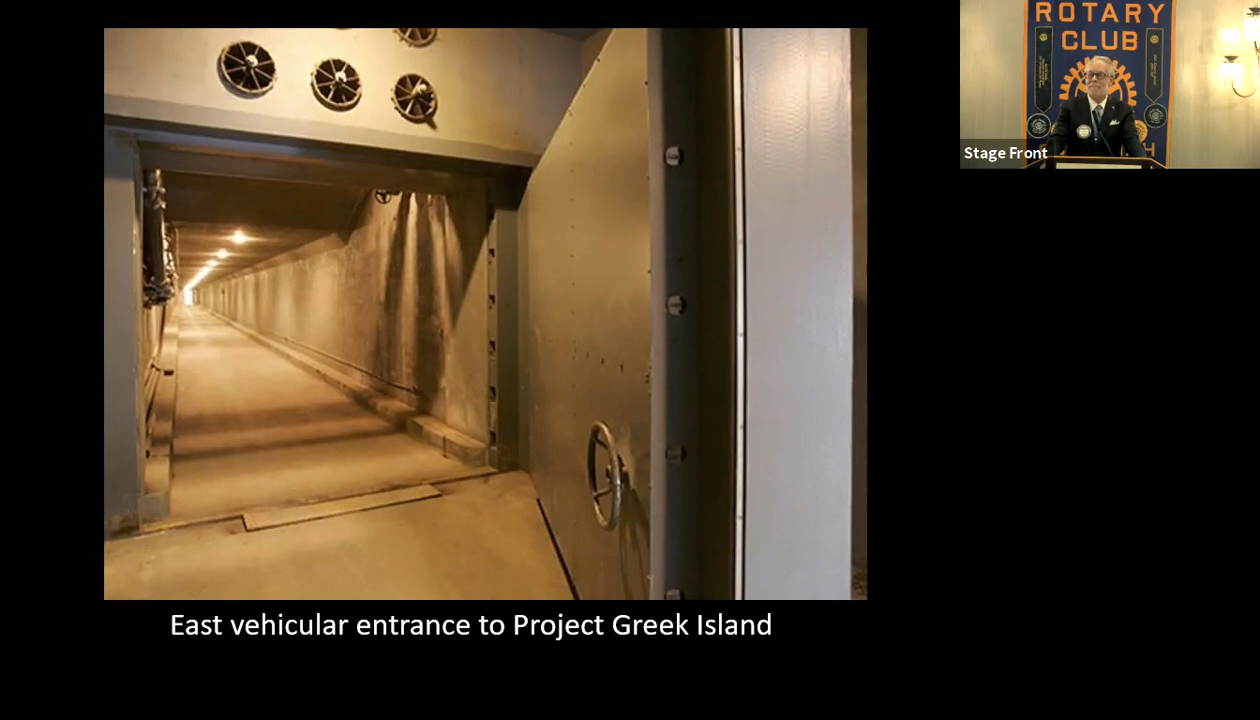 ROTARY
CLUB
Stage Front
East vehicular entrance to Project Greek Island